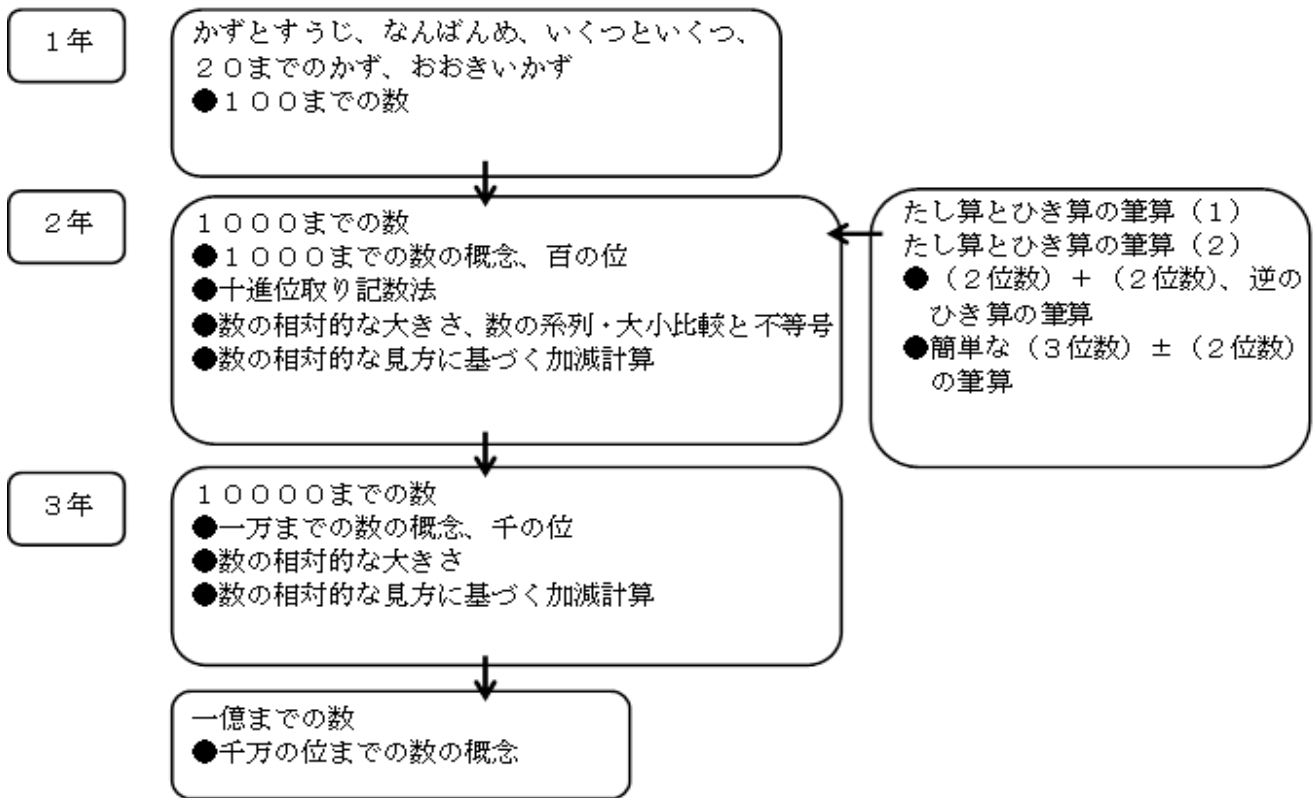 １年
かずとすうじ、なんばんめ、いくつといくつ、
２０までのかず、おおきいかず
●１００までの数
２年
１０００までの数
●１０００までの数の概念、百の位
●十進位取り記数法
●数の相対的な大きさ、数の系列・大小比較と不等号
●数の相対的な見方に基づく加減計算
たし算とひき算の筆算（１）
たし算とひき算の筆算（２）
●（２位数）＋（２位数）、逆の
ひき算の筆算
●簡単な（３位数）±（２位数）
の筆算
３年
１００００までの数
●一万までの数の概念、千の位
●数の相対的な大きさ
●数の相対的な見方に基づく加減計算
一億までの数
●千万の位までの数の概念